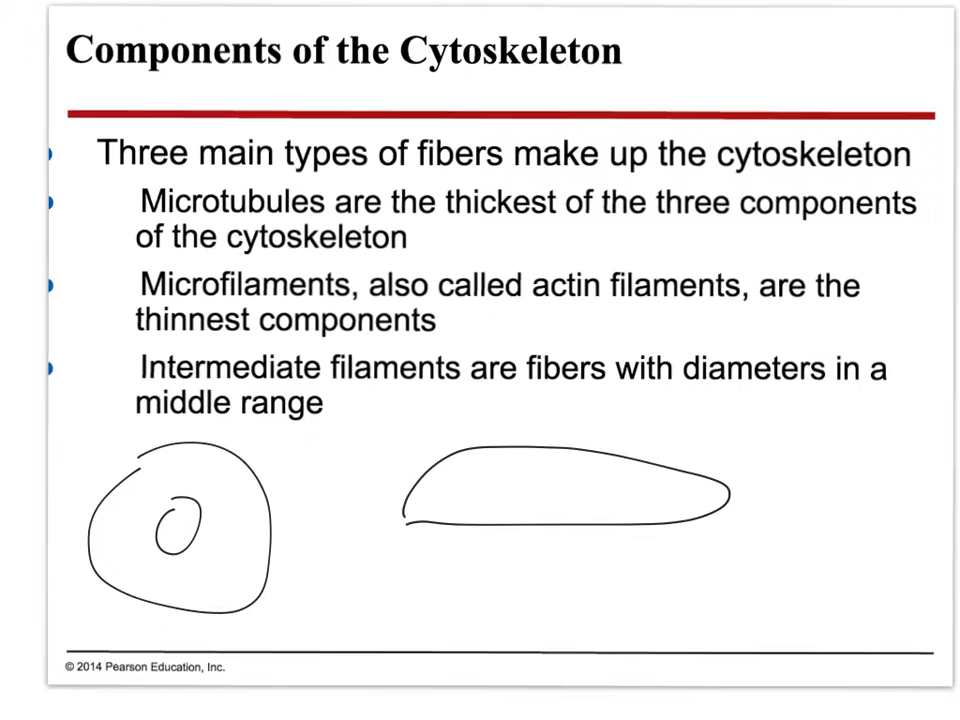 Components of the Cytoskeleton
Three main types of fibers make up the cytoskeleton
Microtubules are the thickest of the three components
of the cytoskeleton
Microfilaments, also called actin filaments, are the
thinnest components
Intermediate filaments are fibers with diameters in a
middle range
© 2014 Pearson Education, Inc.